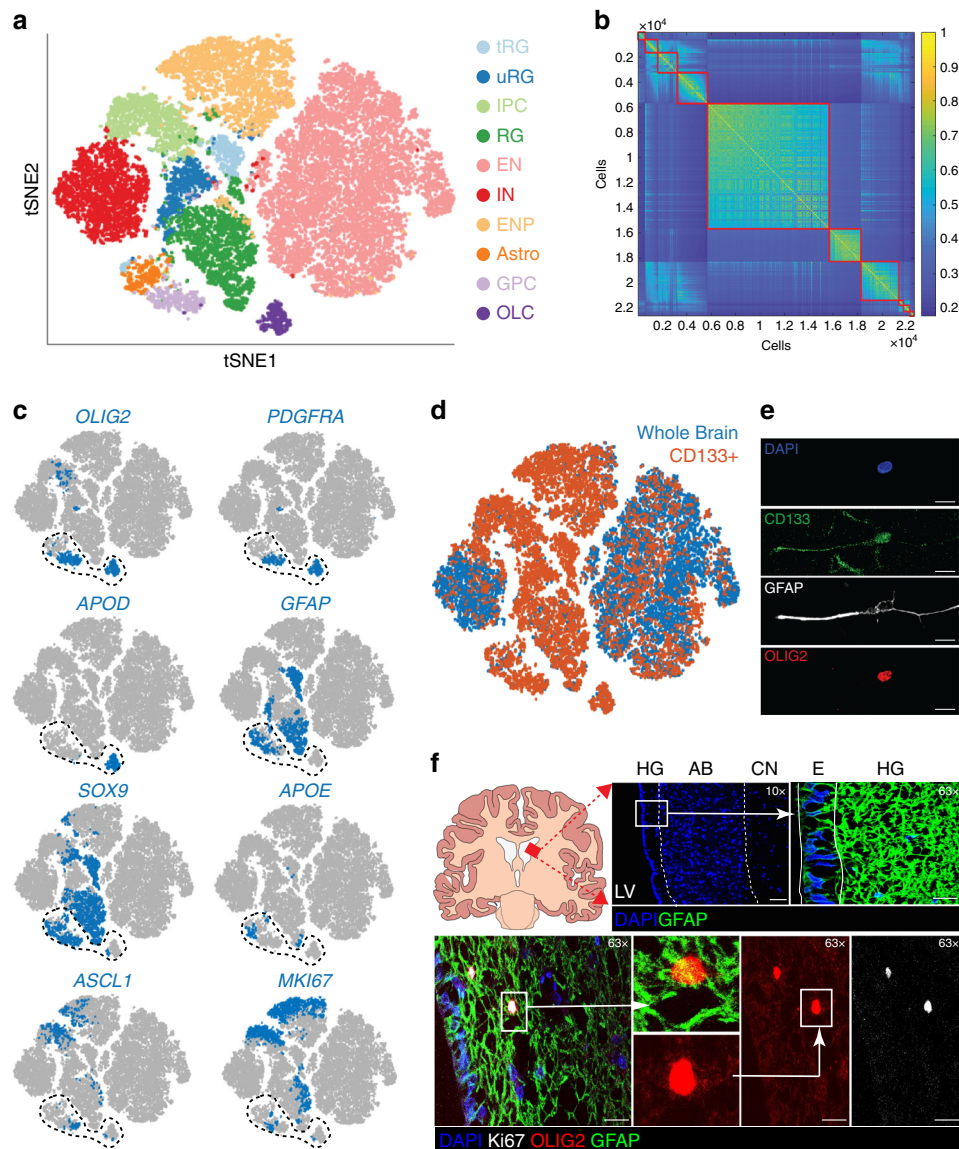 a
tSNE2
tSNE1
tRG
uRG
IPC
RG
EN
IN
ENP
Astro
GPC
OLC
b
×10⁴
0.2
0.4
0.6
0.8
1
1.2
1.4
1.6
1.8
2
2.2
Cells
0.2 0.4 0.6 0.8 1 1.2 1.4 1.6 1.8 2 2.2
Cells
×10⁴
1
0.9
0.8
0.7
0.6
0.5
0.4
0.3
0.2
c
OLIG2
PDGFRA
APOD
GFAP
SOX9
APOE
ASCL1
MKI67
d
Whole Brain
CD133+
e
DAPI
CD133
GFAP
OLIG2
f
HG AB CN E HG
10×
63×
LV
DAPIGFAP
63×
63×
63×
DAPI Ki67 OLIG2 GFAP